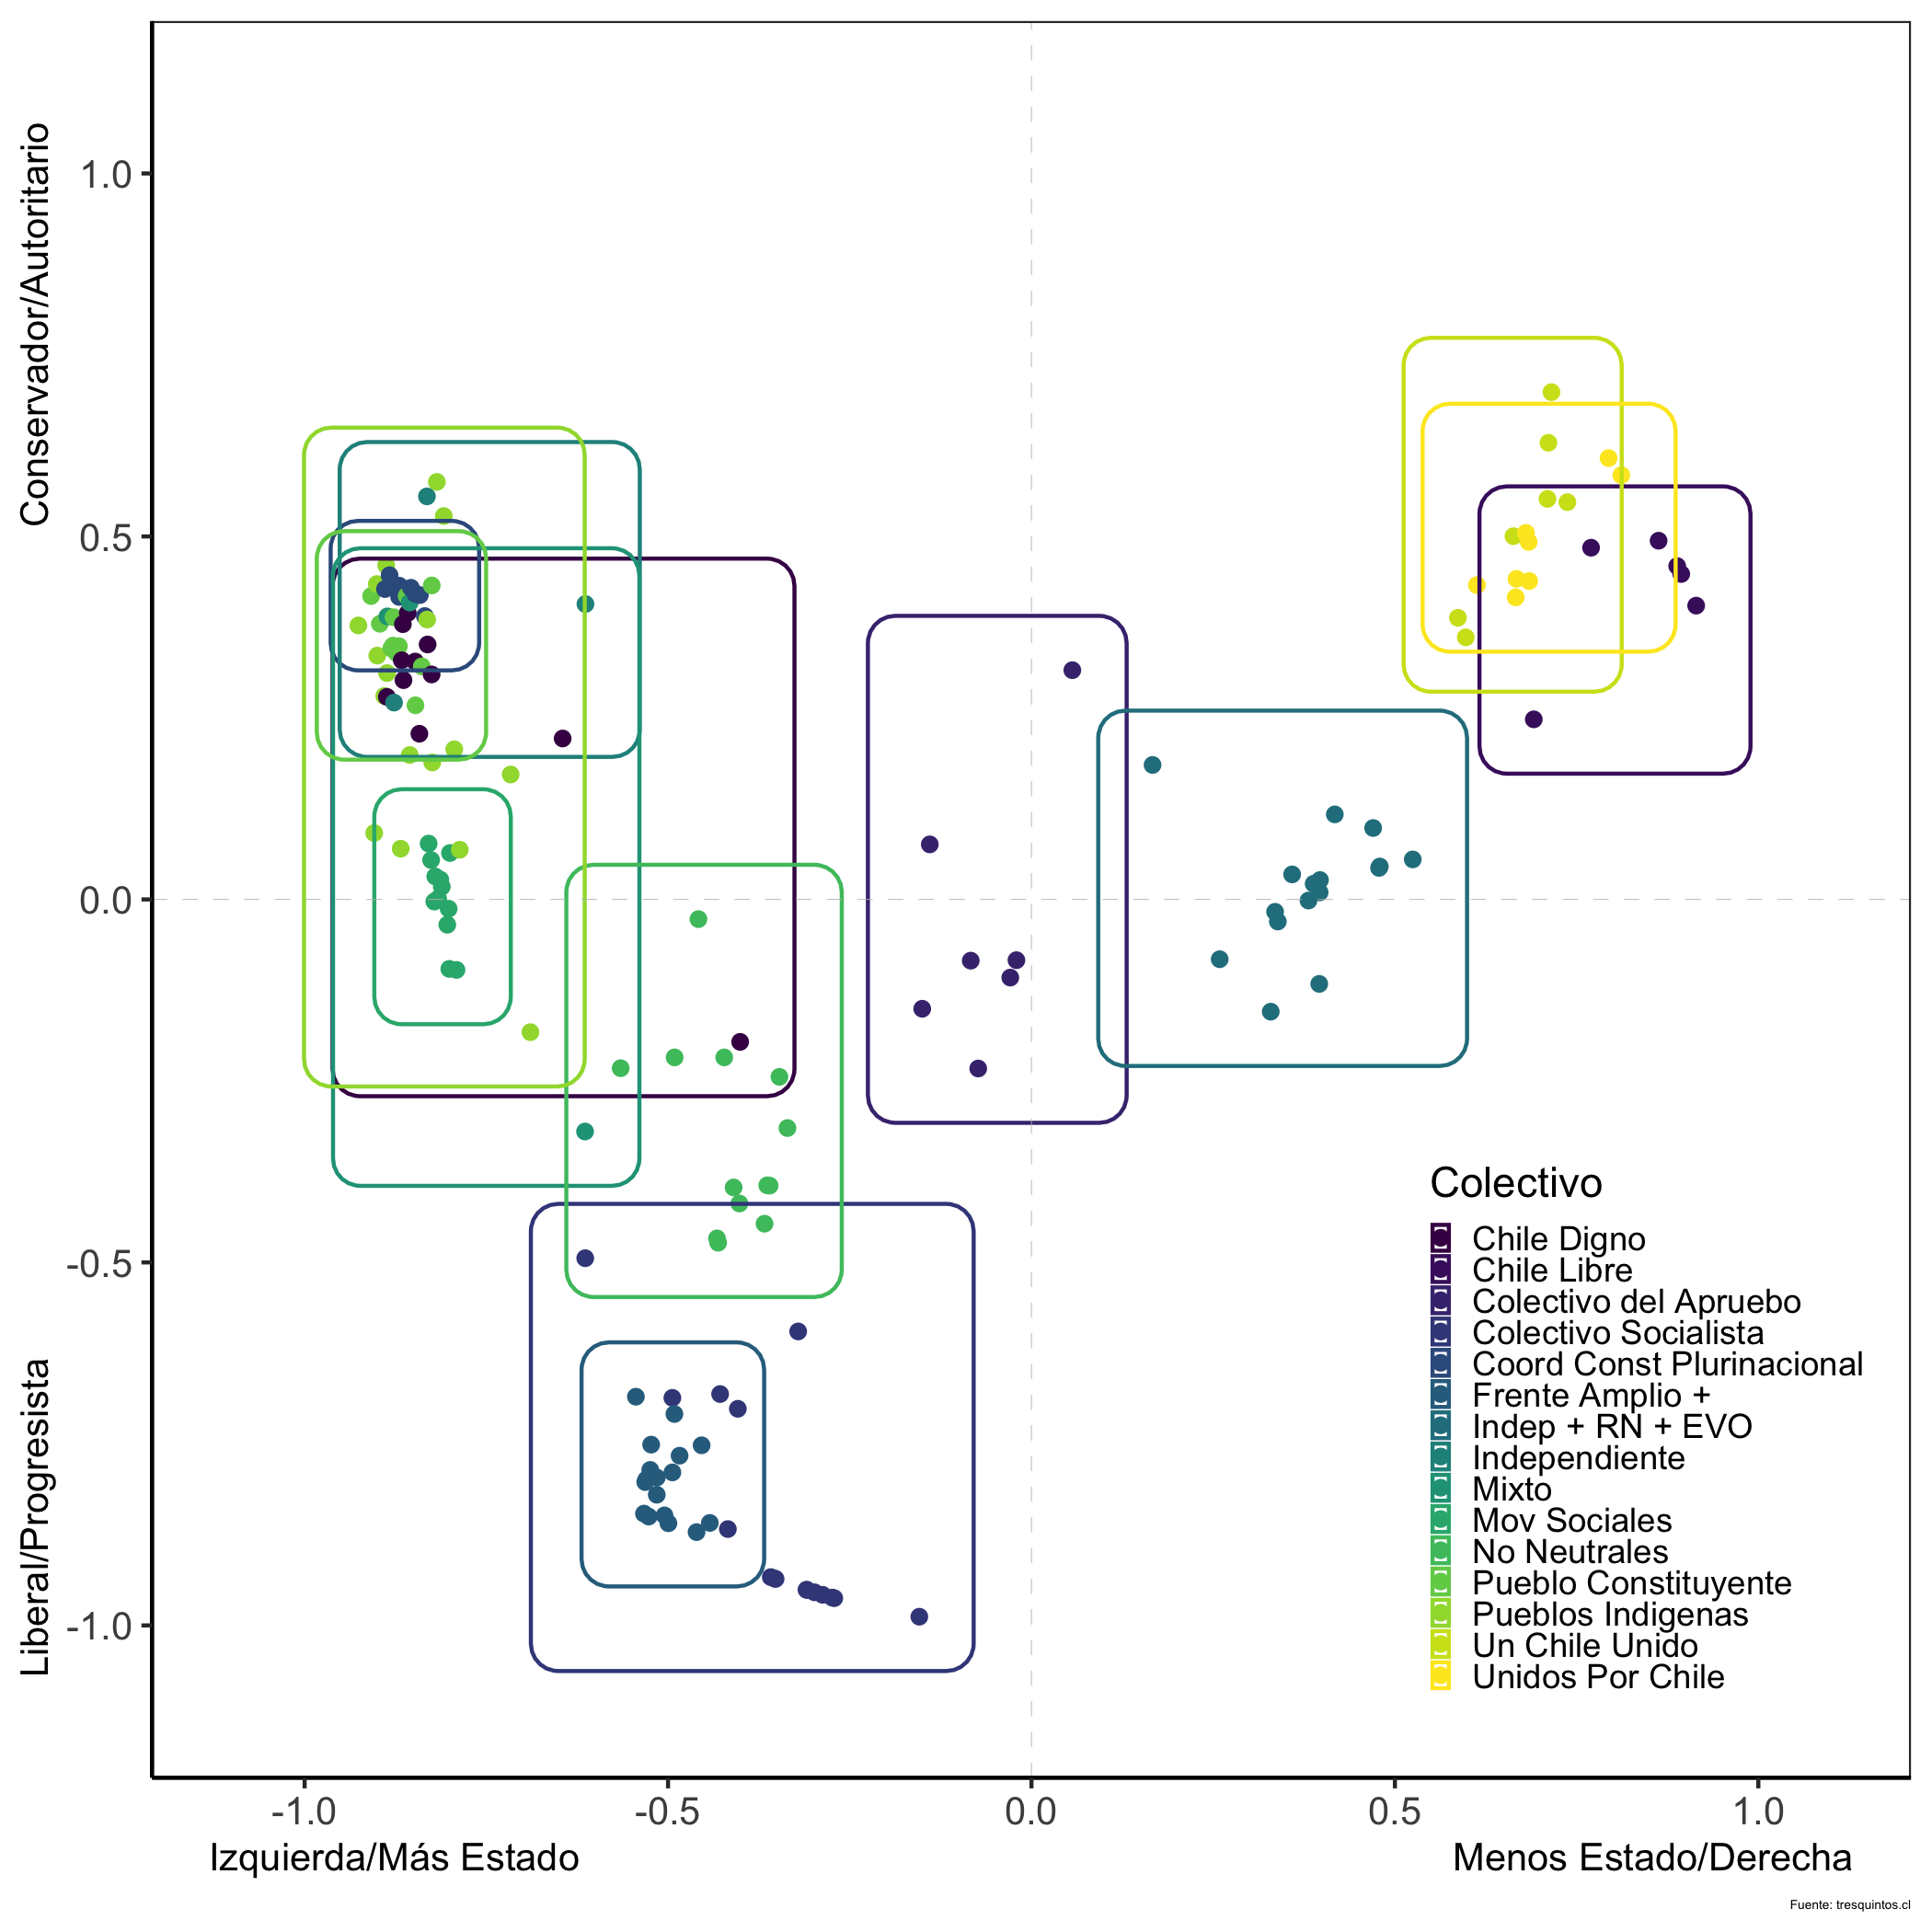 Conservador/Autoritario
Liberal/Progresista
1.0
0.5
0.0
-0.5
-1.0
-1.0
-0.5
0.0
0.5
1.0
Izquierda/Más Estado
Menos Estado/Derecha
Colectivo
Chile Digno
Chile Libre
Colectivo del Apruebo
Colectivo Socialista
Coord Const Plurinacional
Frente Amplio +
Indep + RN + EVO
Independiente
Mixto
Mov Sociales
No Neutrales
Pueblo Constituyente
Pueblos Indigenas
Un Chile Unido
Unidos Por Chile
Fuente: tresquintos.cl